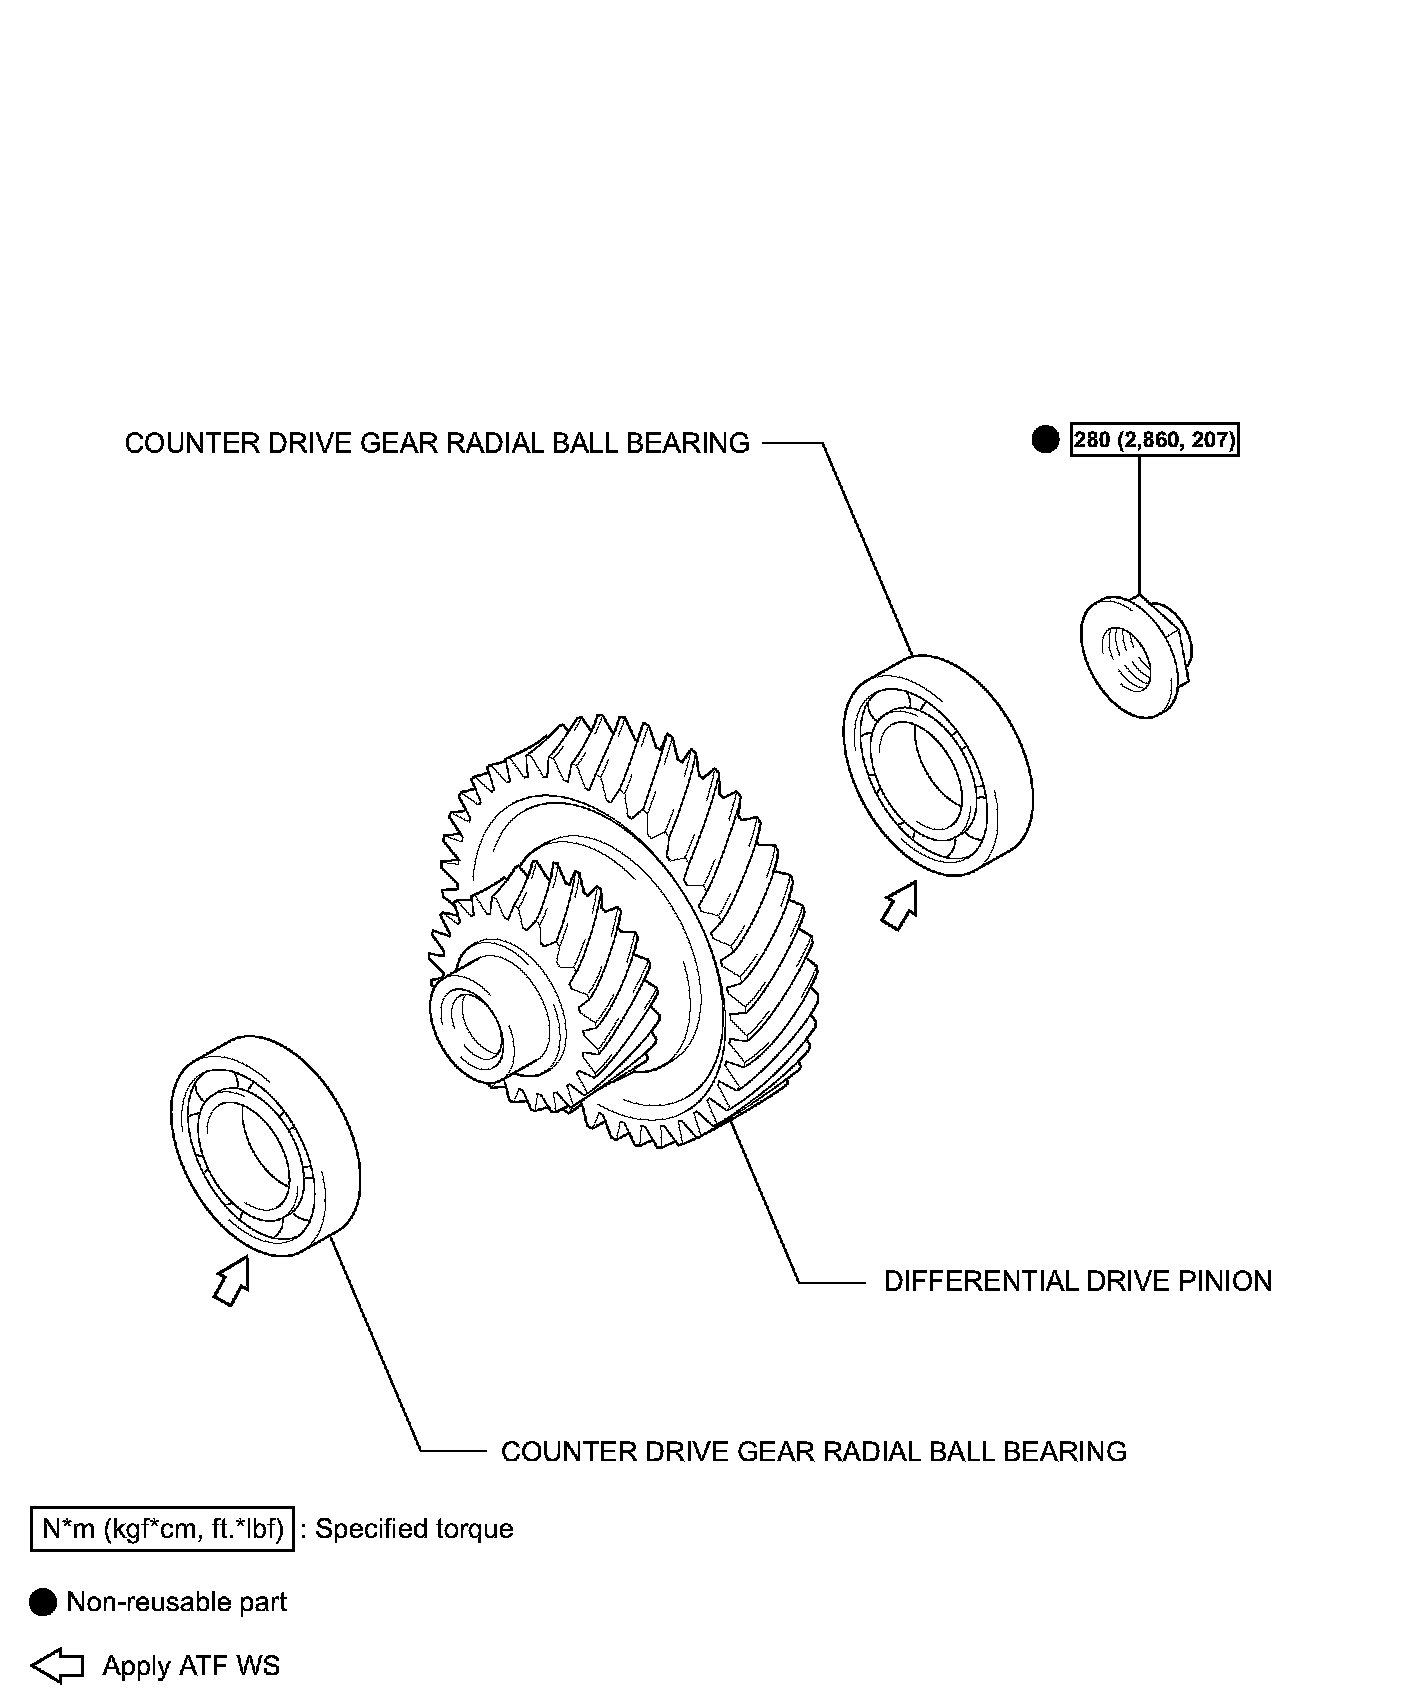 COUNTER DRIVE GEAR RADIAL BALL BEARING
280 (2,860, 207)
DIFFERENTIAL DRIVE PINION
COUNTER DRIVE GEAR RADIAL BALL BEARING
N*m (kgf*cm, ft.*lbf) : Specified torque
Non-reusable part
Apply ATF WS